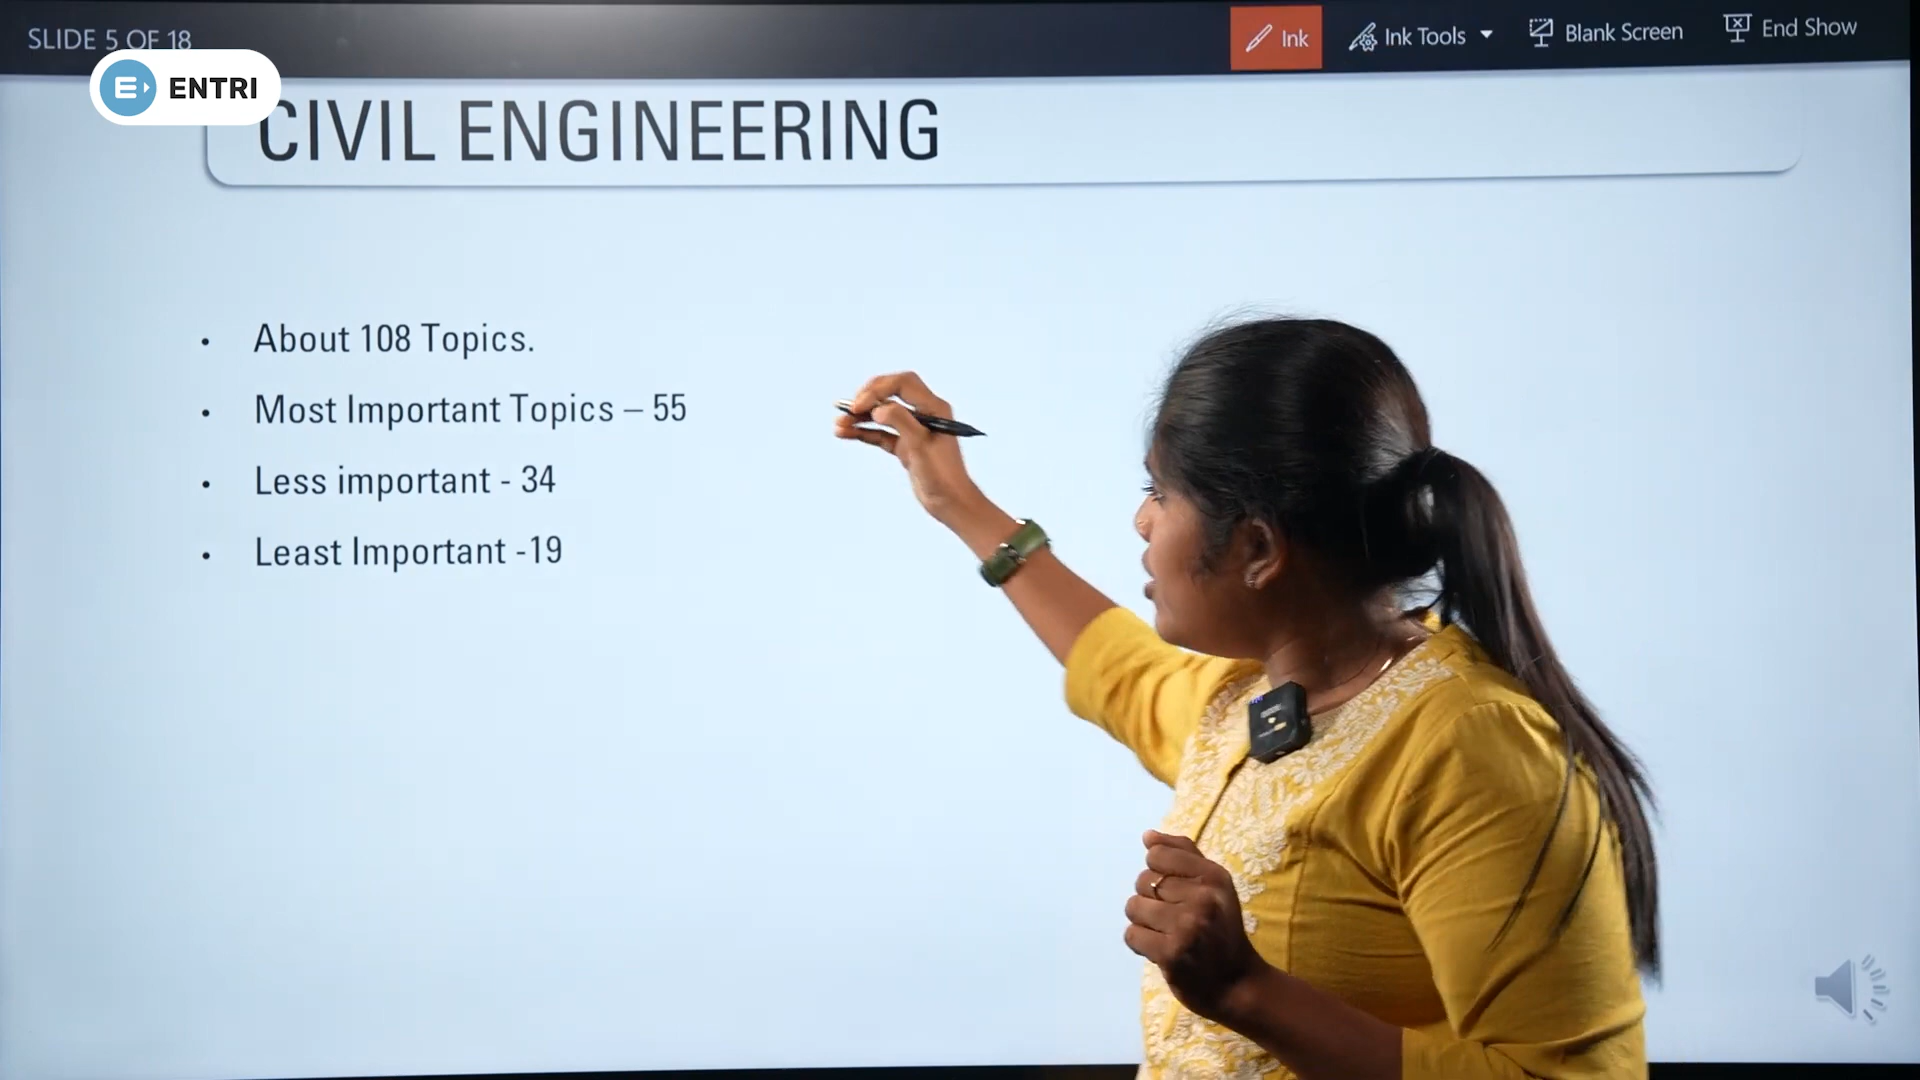 SLIDE 5 OF 18
Ink
Ink Tools
Blank Screen
End Show
ENTRI
CIVIL ENGINEERING
• About 108 Topics.
• Most Important Topics – 55
• Less important - 34
• Least Important -19